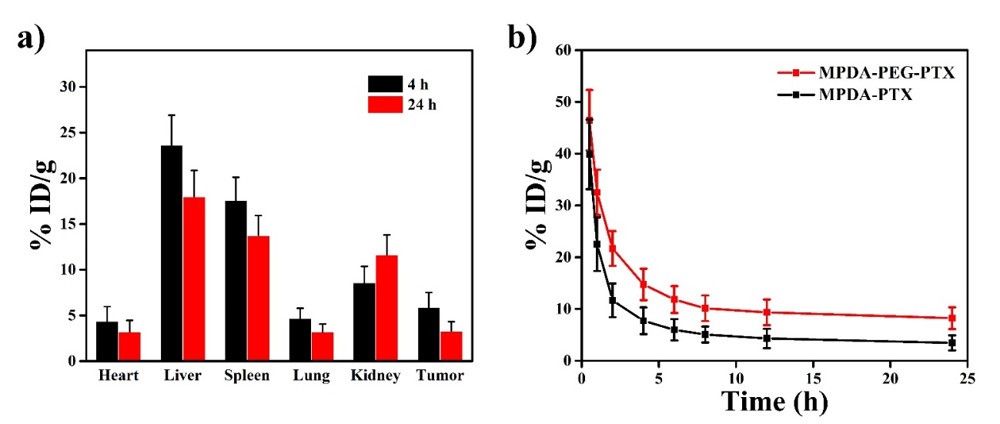 a)
% ID/g
30
25
20
15
10
5
0
4 h
24 h
Heart Liver Spleen Lung Kidney Tumor
b)
% ID/g
60
50
40
30
20
10
0
MPDA-PEG-PTX
MPDA-PTX
0 5 10 15 20 25
Time (h)